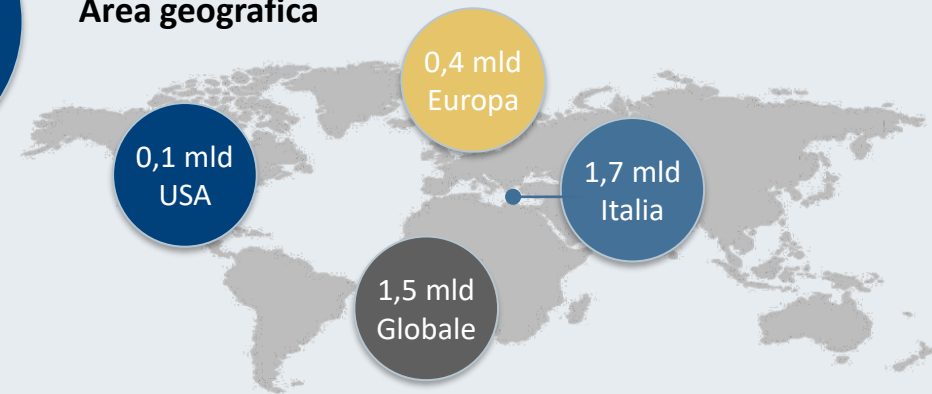 Area geografica
0,4 mld
Europa
0,1 mld
USA
1,7 mld
Italia
1,5 mld
Globale